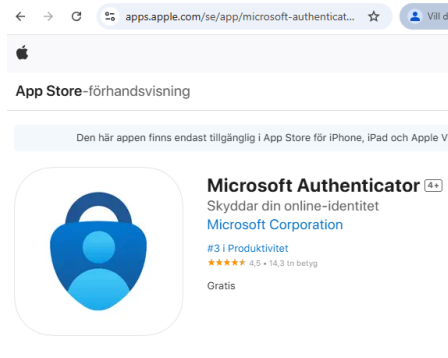 apps.apple.com/se/app/microsoft-authenticat...
Vill d
App Store-förhandsvisning
Den här appen finns endast tillgänglig i App Store för iPhone, iPad och Apple V
Microsoft Authenticator 4+
Skyddar din online-identitet
Microsoft Corporation
#3 i Produktivitet
★★★★★ 4,5 • 14,3 tn betyg
Gratis